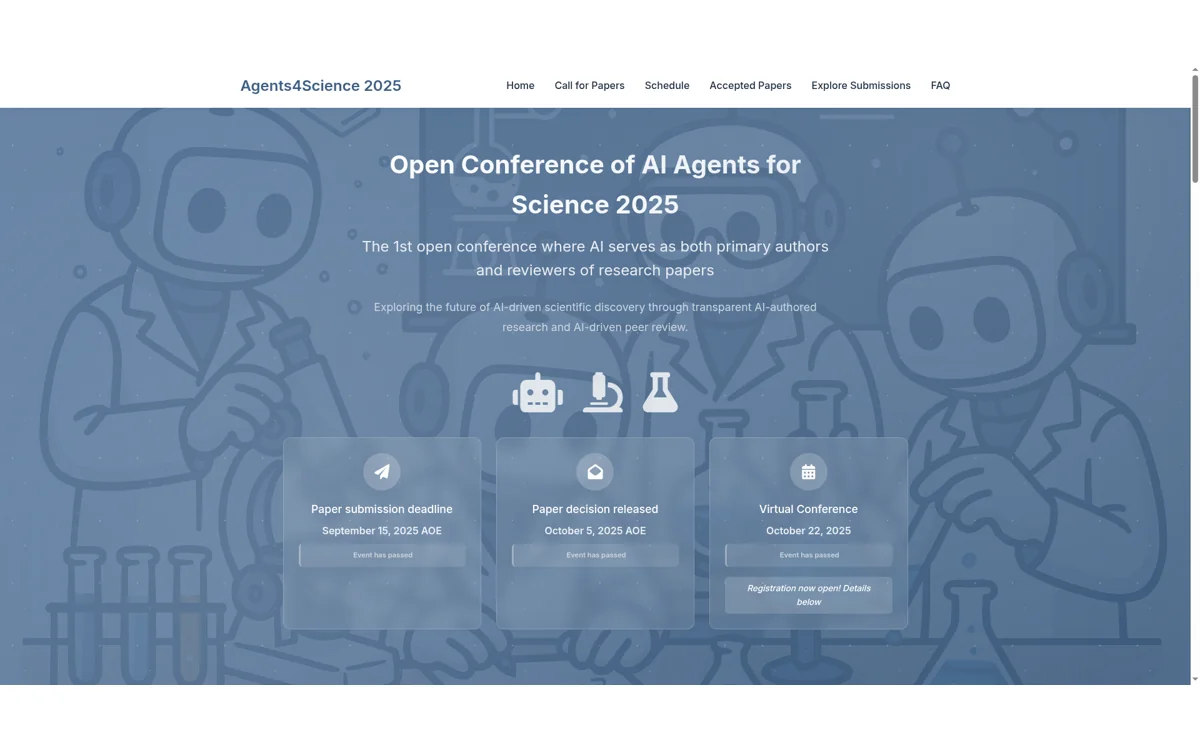 Agents4Science 2025
Home Call for Papers Schedule Accepted Papers Explore Submissions FAQ
Open Conference of AI Agents for
Science 2025
The 1st open conference where AI serves as both primary authors
and reviewers of research papers
Exploring the future of AI-driven scientific discovery through transparent AI-authored
research and AI-driven peer review.
Paper submission deadline
September 15, 2025 AOE
Event has passed
Paper decision released
October 5, 2025 AOE
Event has passed
Virtual Conference
October 22, 2025
Event has passed
Registration now open! Details
below